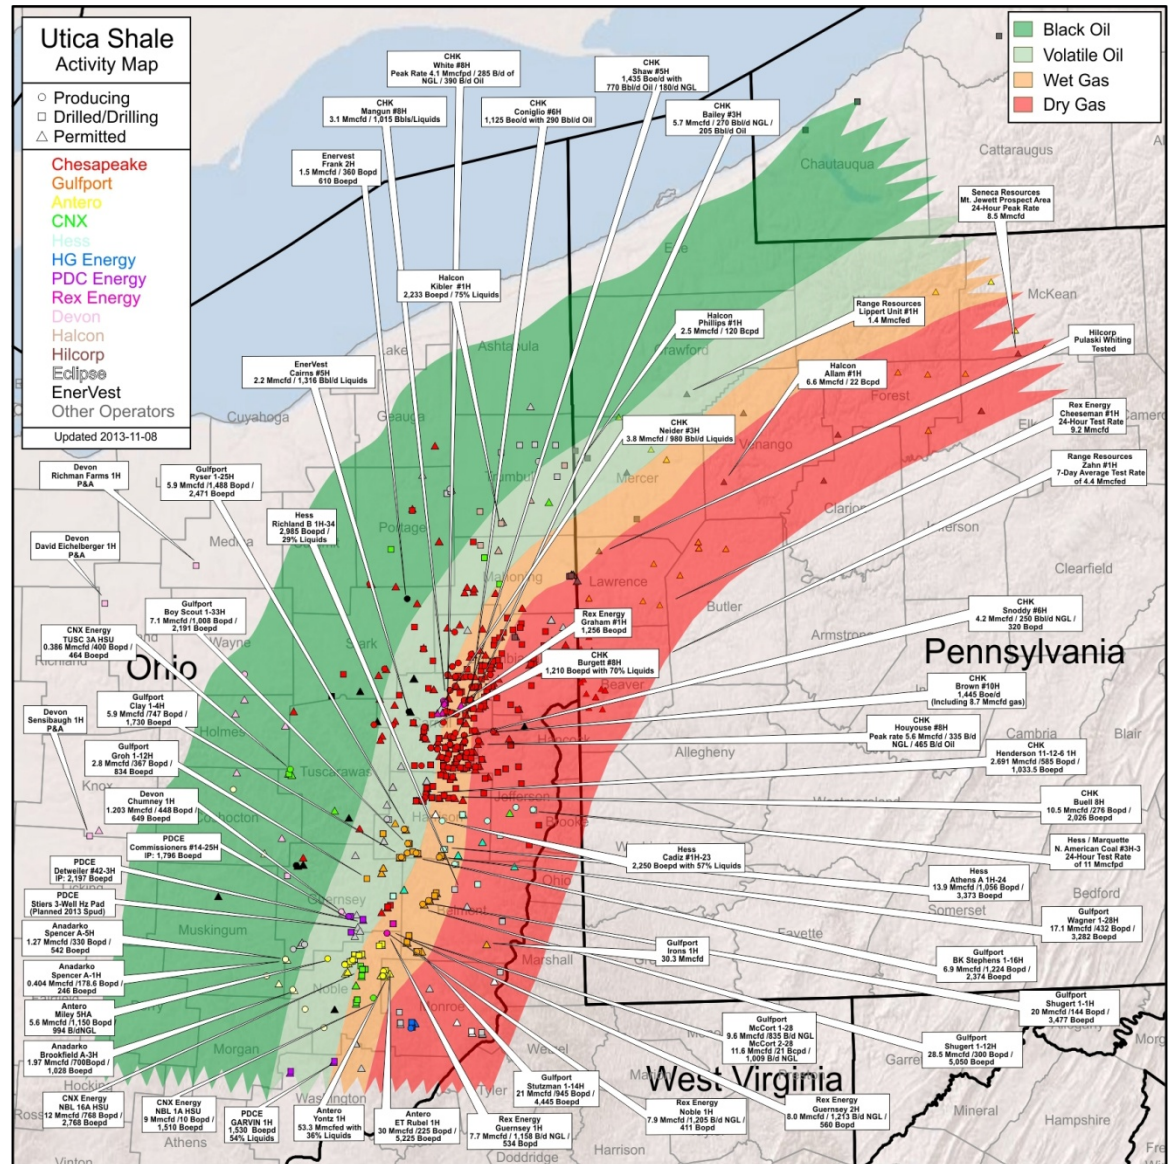 Utica Shale
Activity Map
Producing
Drilled/Drilling
Permitted
Chesapeake
Gulfport
Antero
CNX
Hess
HG Energy
PDC Energy
Rex Energy
Devon
Halcon
Hilcorp
Eclipse
EnerVest
Other Operators
Updated 2013-11-08
Black Oil
Volatile Oil
Wet Gas
Dry Gas
CHK
White #8H
Peak Rate 4.1 Mmcfpd / 285 B/d of
NGL / 390 B/d Oil
CHK
Shaw #5H
1,435 Boe/d with
770 Bbl/d Oil / 180/d NGL
CHK
Mangun #8H
3.1 Mmcfd / 1,015 Bbls/Liquids
CHK
Coniglio #6H
1,125 Beo/d with 290 Bbl/d Oil
CHK
Bailey #3H
5.7 Mmcfd / 270 Bbl/d NGL /
205 Bbl/d Oil
Enervest
Frank 2H
1.5 Mmcfd / 360 Bopd
610 Boepd
Seneca Resources
Mt. Jewett Prospect Area
24-Hour Peak Rate
8.5 Mmcfd
Halcon
Kibler #1H
2,233 Boepd / 75% Liquids
Halcon
Phillips #1H
2.5 Mmcfd / 120 Bcpd
Range Resources
Lippert Unit #1H
1.4 Mmcfed
Hilcorp
Pulaski Whiting
Tested
EnerVest
Cairns #5H
2.2 Mmcfd / 1,316 Bbl/d Liquids
Halcon
Allam #1H
6.6 Mmcfd / 22 Bcpd
CHK
Neider #3H
3.8 Mmcfd / 980 Bbl/d Liquids
Rex Energy
Cheeseman #1H
24-Hour Test Rate
9.2 Mmcfd
Range Resources
Zahn #1H
7-Day Average Test Rate
of 4.4 Mmcfed
Devon
Richman Farms 1H
P&A
Gulfport
Ryser 1-25H
5.9 Mmcfd /1,488 Bopd /
2,471 Boepd
Hess
Richland B 1H-34
2,985 Boepd /
29% Liquids
Devon
David Eichelberger 1H
P&A
Gulfport
Boy Scout 1-33H
7.1 Mmcfd /1,008 Bopd /
2,191 Boepd
CNX Energy
TUSC 3A HSU
0.386 Mmcfd /400 Bopd /
464 Boepd
Rex Energy
Graham #1H
1,256 Beopd
CHK
Burgett #8H
1,210 Boepd with 70% Liquids
CHK
Snoddy #6H
4.2 Mmcfd / 250 Bbl/d NGL /
320 Bopd
CHK
Brown #10H
1,445 Boe/d
(Including 8.7 Mmcfd gas)
CHK
Houyouse #8H
Peak rate 5.6 Mmcfd / 335 B/d
NGL / 465 B/d Oil
CHK
Henderson 11-12-6 1H
2.691 Mmcfd /585 Bopd /
1,033.5 Boepd
CHK
Buell 8H
10.5 Mmcfd /276 Bopd /
2,026 Boepd
Hess / Marquette
N. American Coal #3H-3
24-Hour Test Rate
of 11 Mmcfpd
Gulfport
Clay 1-4H
5.9 Mmcfd /747 Bopd /
1,730 Boepd
Devon
Sensibaugh 1H
P&A
Gulfport
Groh 1-12H
2.8 Mmcfd /367 Bopd /
834 Boepd
Devon
Chumney 1H
1.203 Mmcfd / 448 Bopd /
649 Boepd
PDCE
Commissioners #14-25H
IP: 1,796 Boepd
PDCE
Detweiler #42-3H
IP: 2,197 Boepd
PDCE
Stiers 3-Well Hz Pad
(Planned 2013 Spud)
Anadarko
Spencer A-5H
1.27 Mmcfd /330 Bopd /
542 Boepd
Anadarko
Spencer A-1H
0.404 Mmcfd /178.6 Bopd /
246 Boepd
Antero
Miley 5HA
5.6 Mmcfd /1,150 Bopd /
994 B/dNGL
Anadarko
Brookfield A-3H
1.97 Mmcfd /700Bopd /
1,028 Boepd
Hess
Cadiz #1H-23
2,250 Boepd with 57% Liquids
Hess
Athens A 1H-24
13.9 Mmcfd /1,056 Bopd /
3,373 Boepd
Gulfport
Wagner 1-28H
17.1 Mmcfd /432 Bopd /
3,282 Boepd
Gulfport
Irons 1H
30.3 Mmcfd
Gulfport
BK Stephens 1-16H
6.9 Mmcfd /1,224 Bopd /
2,374 Boepd
Gulfport
Shugert 1-1H
20 Mmcfd /144 Bopd /
3,477 Boepd
Gulfport
McCort 1-28
9.6 Mmcfd /835 B/d NGL
McCort 2-28
11.6 Mmcfd /21 Bcpd /
1,009 B/d NGL
Gulfport
Shugert 1-12H
28.5 Mmcfd /300 Bopd /
5,050 Boepd
CNX Energy
NBL 16A HSU
12 Mmcfd /768 Bopd /
2,768 Boepd
CNX Energy
NBL 1A HSU
9 Mmcfd /10 Bopd /
1,510 Boepd
PDCE
GARVIN 1H
1,530 Boepd
54% Liquids
Antero
Yontz 1H
53.3 Mmcfed with
36% Liquids
Antero
ET Rubel 1H
30 Mmcfd /225 Bopd /
5,225 Boepd
Rex Energy
Guernsey 1H
7.7 Mmcfd / 1,158 B/d NGL /
534 Bopd
Gulfport
Stutzman 1-14H
21 Mmcfd /945 Bopd /
4,445 Boepd
Rex Energy
Noble 1H
7.9 Mmcfd /1,205 B/d NGL /
411 Bopd
Rex Energy
Guernsey 2H
8.0 Mmcfd / 1,213 B/d NGL /
560 Bopd
Ohio
Pennsylvania
West Virginia
Chautauqua
Cattaraugus
Erie
McKean
Crawford
Forest
Venango
Mercer
Clarion
Jefferson
Clearfield
Lawrence
Butler
Armstrong
Beaver
Allegheny
Cambria
Blair
Bedford
Somerset
Fayette
Lake
Ashtabula
Geauga
Cuyahoga
Trumbull
Portage
Medina
Mahoning
Wayne
Stark
Richland
Holmes
Tuscarawas
Knox
Coshocton
Harrison
Jefferson
Hancock
Brooke
Ohio
Guernsey
Belmont
Muskingum
Marshall
Noble
Monroe
Morgan
Wetzel
Hocking
Washington
Tyler
Athens
Vinton
Doddridge
Harrison
Mineral
Hampshire